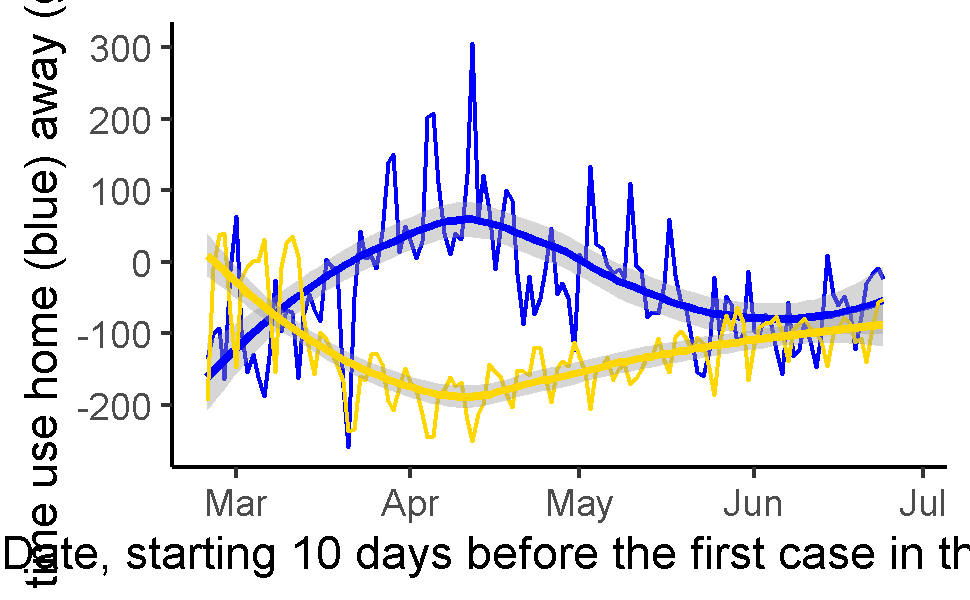 time use home (blue) away (
300
200
100
0
-100
-200
Mar Apr May Jun Jul
Date, starting 10 days before the first case in th